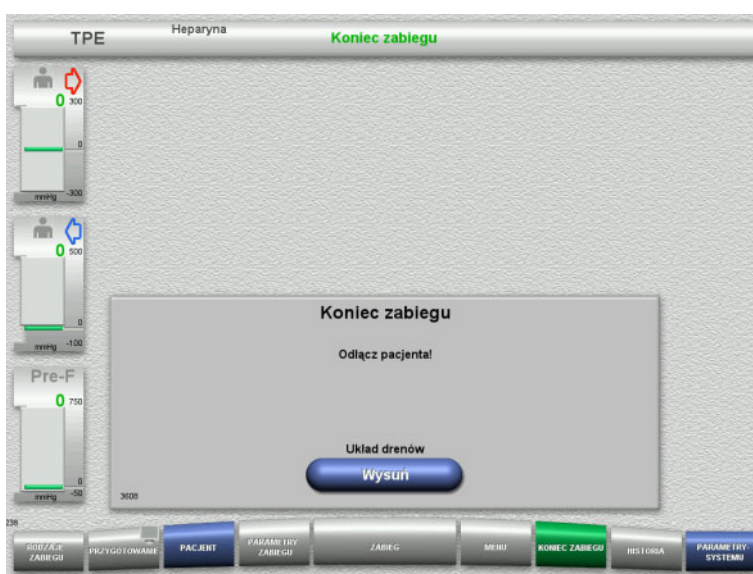 TPE
Heparyna
Koniec zabiegu
0
300
0
mmHg
-300
0
500
0
mmHg
-100
Pre-F
0
750
0
mmHg
-50
Koniec zabiegu
Odłącz pacjenta!
Układ drenów
Wysuń
3608
238
RODZAJE ZABIEGU
PRZYGOTOWANIE
PACJENT
PARAMETRY ZABIEGU
ZABIEG
MENU
KONIEC ZABIEGU
HISTORIA
PARAMETRY-SYSTEMU